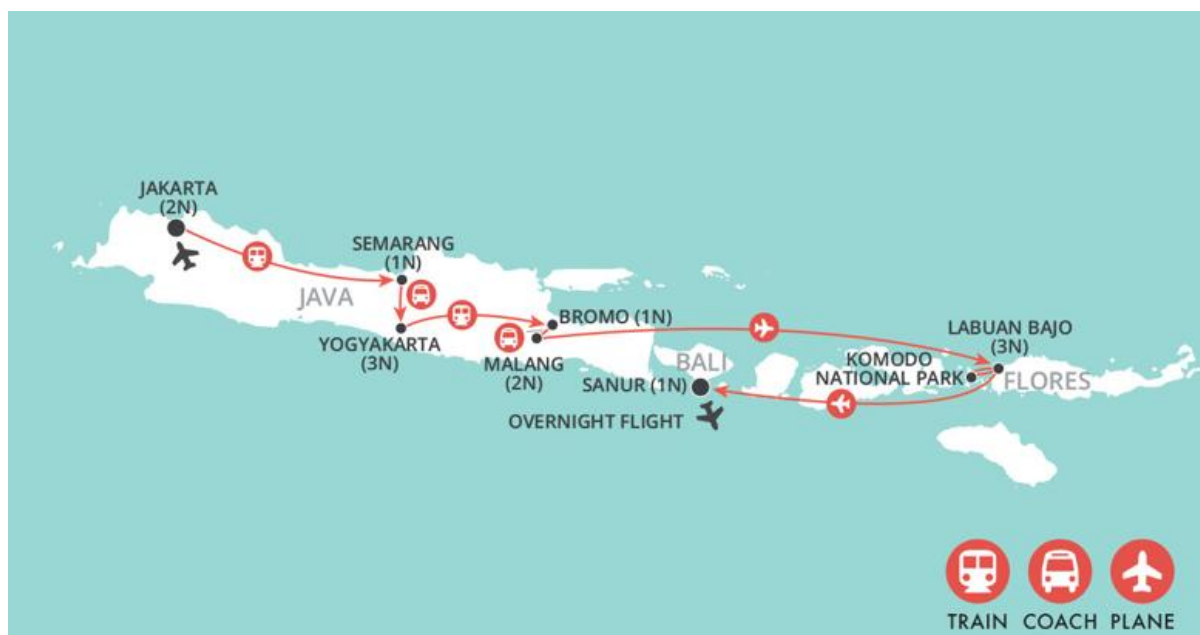 JAKARTA
(2N)
SEMARANG
(1N)
JAVA
YOGYAKARTA
(3N)
BROMO (1N)
MALANG
(2N)
BALI
SANUR (1N)
OVERNIGHT FLIGHT
LABUAN BAJO
(3N)
KOMODO
NATIONAL PARK
FLORES
TRAIN COACH PLANE